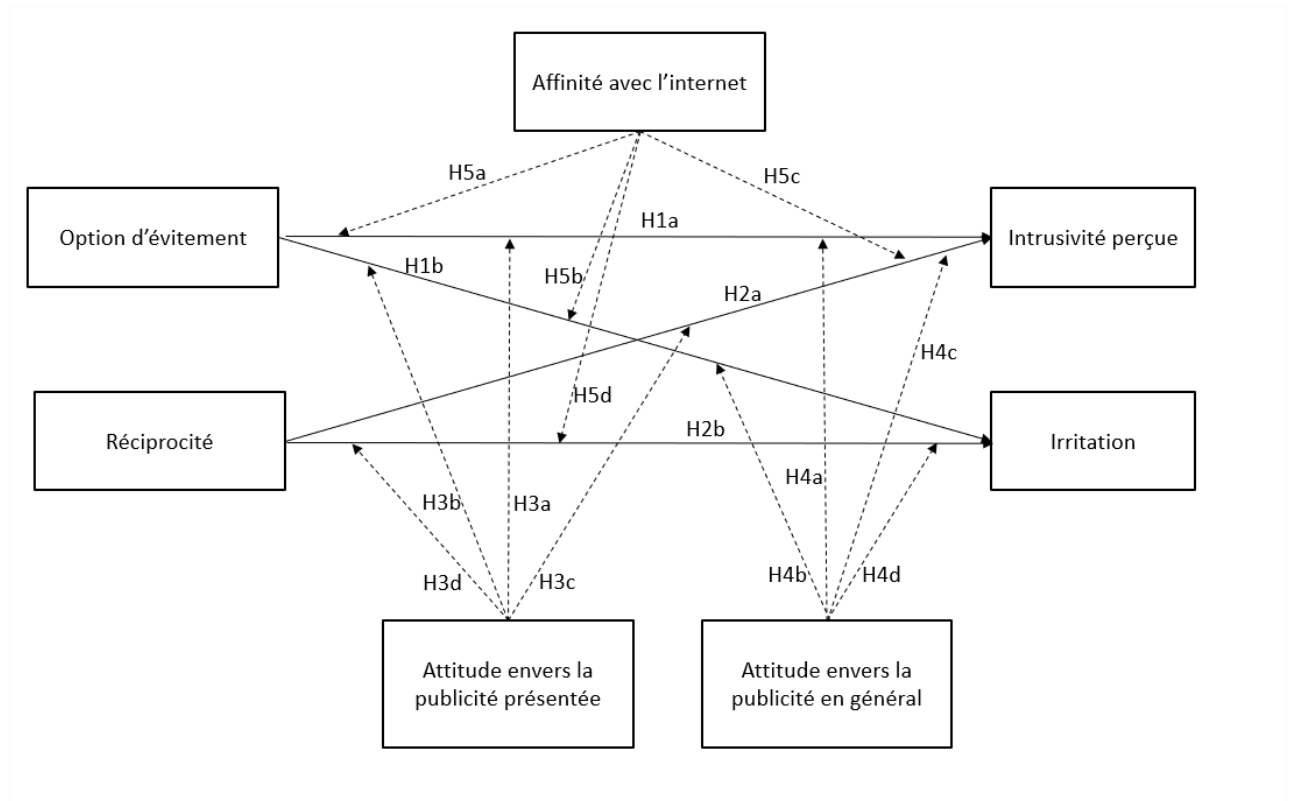 Affinité avec l’internet
H5a
H5c
Option d’évitement
H1a
Intrusivité perçue
H1b
H5b
H2a
H4c
H5d
Réciprocité
H2b
Irritation
H4a
H3b
H3a
H3d
H3c
H4b
H4d
Attitude envers la
publicité présentée
Attitude envers la
publicité en général